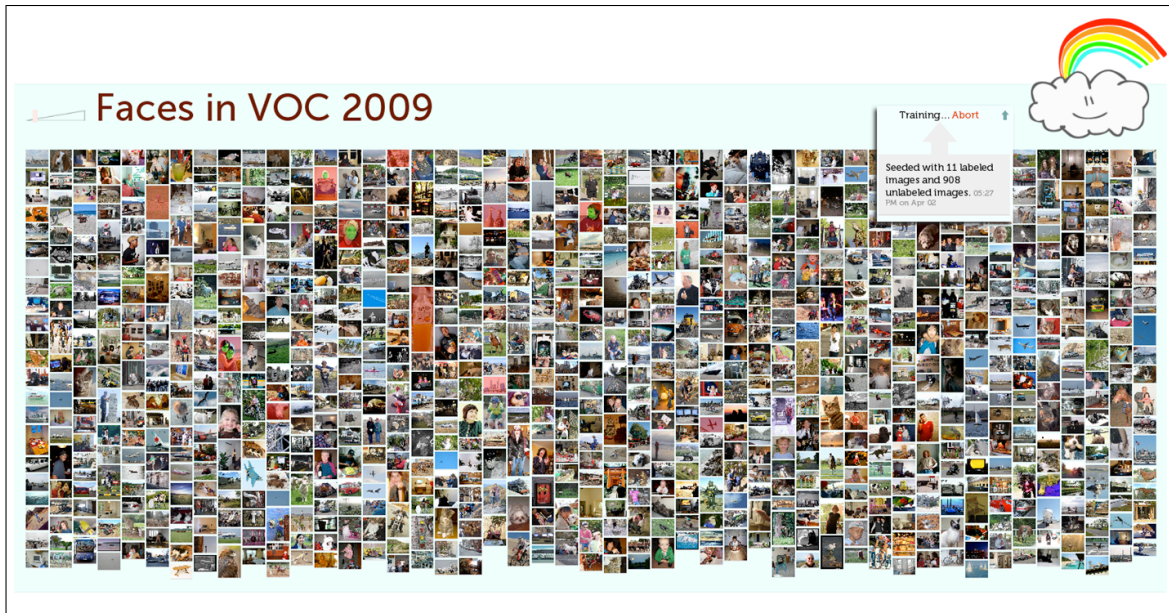 Faces in VOC 2009
Training... Abort
Seeded with 11 labeled
images and 908
unlabeled images. 05:27
PM on Apr 02